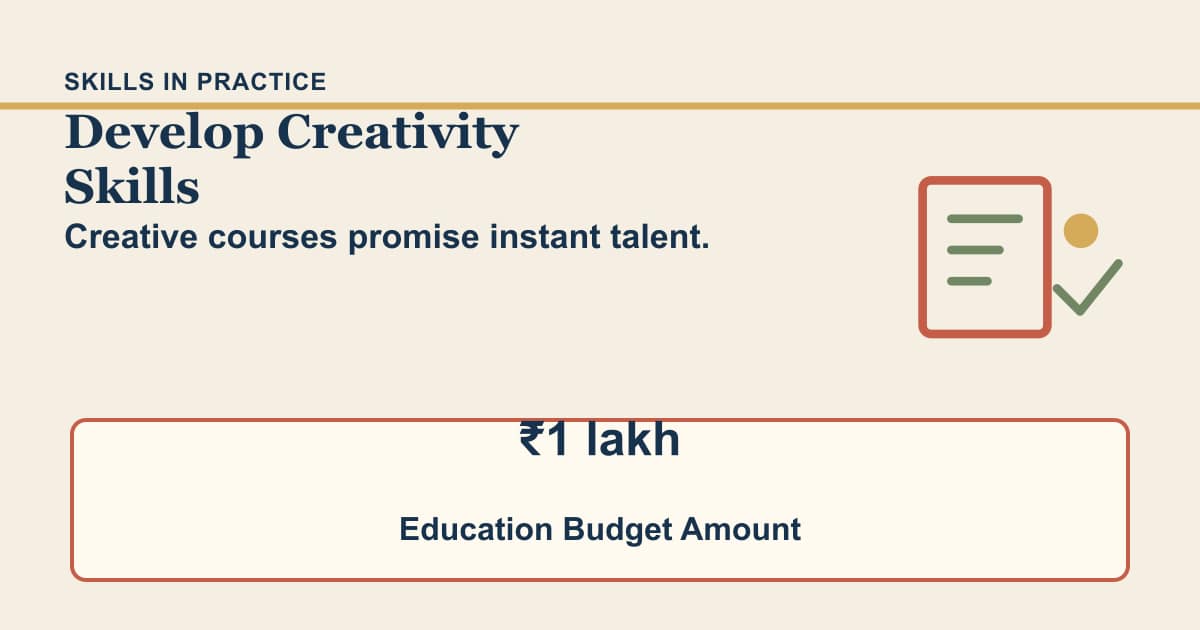 SKILLS IN PRACTICE
Develop Creativity
Skills
Creative courses promise instant talent.
₹1 lakh
Education Budget Amount